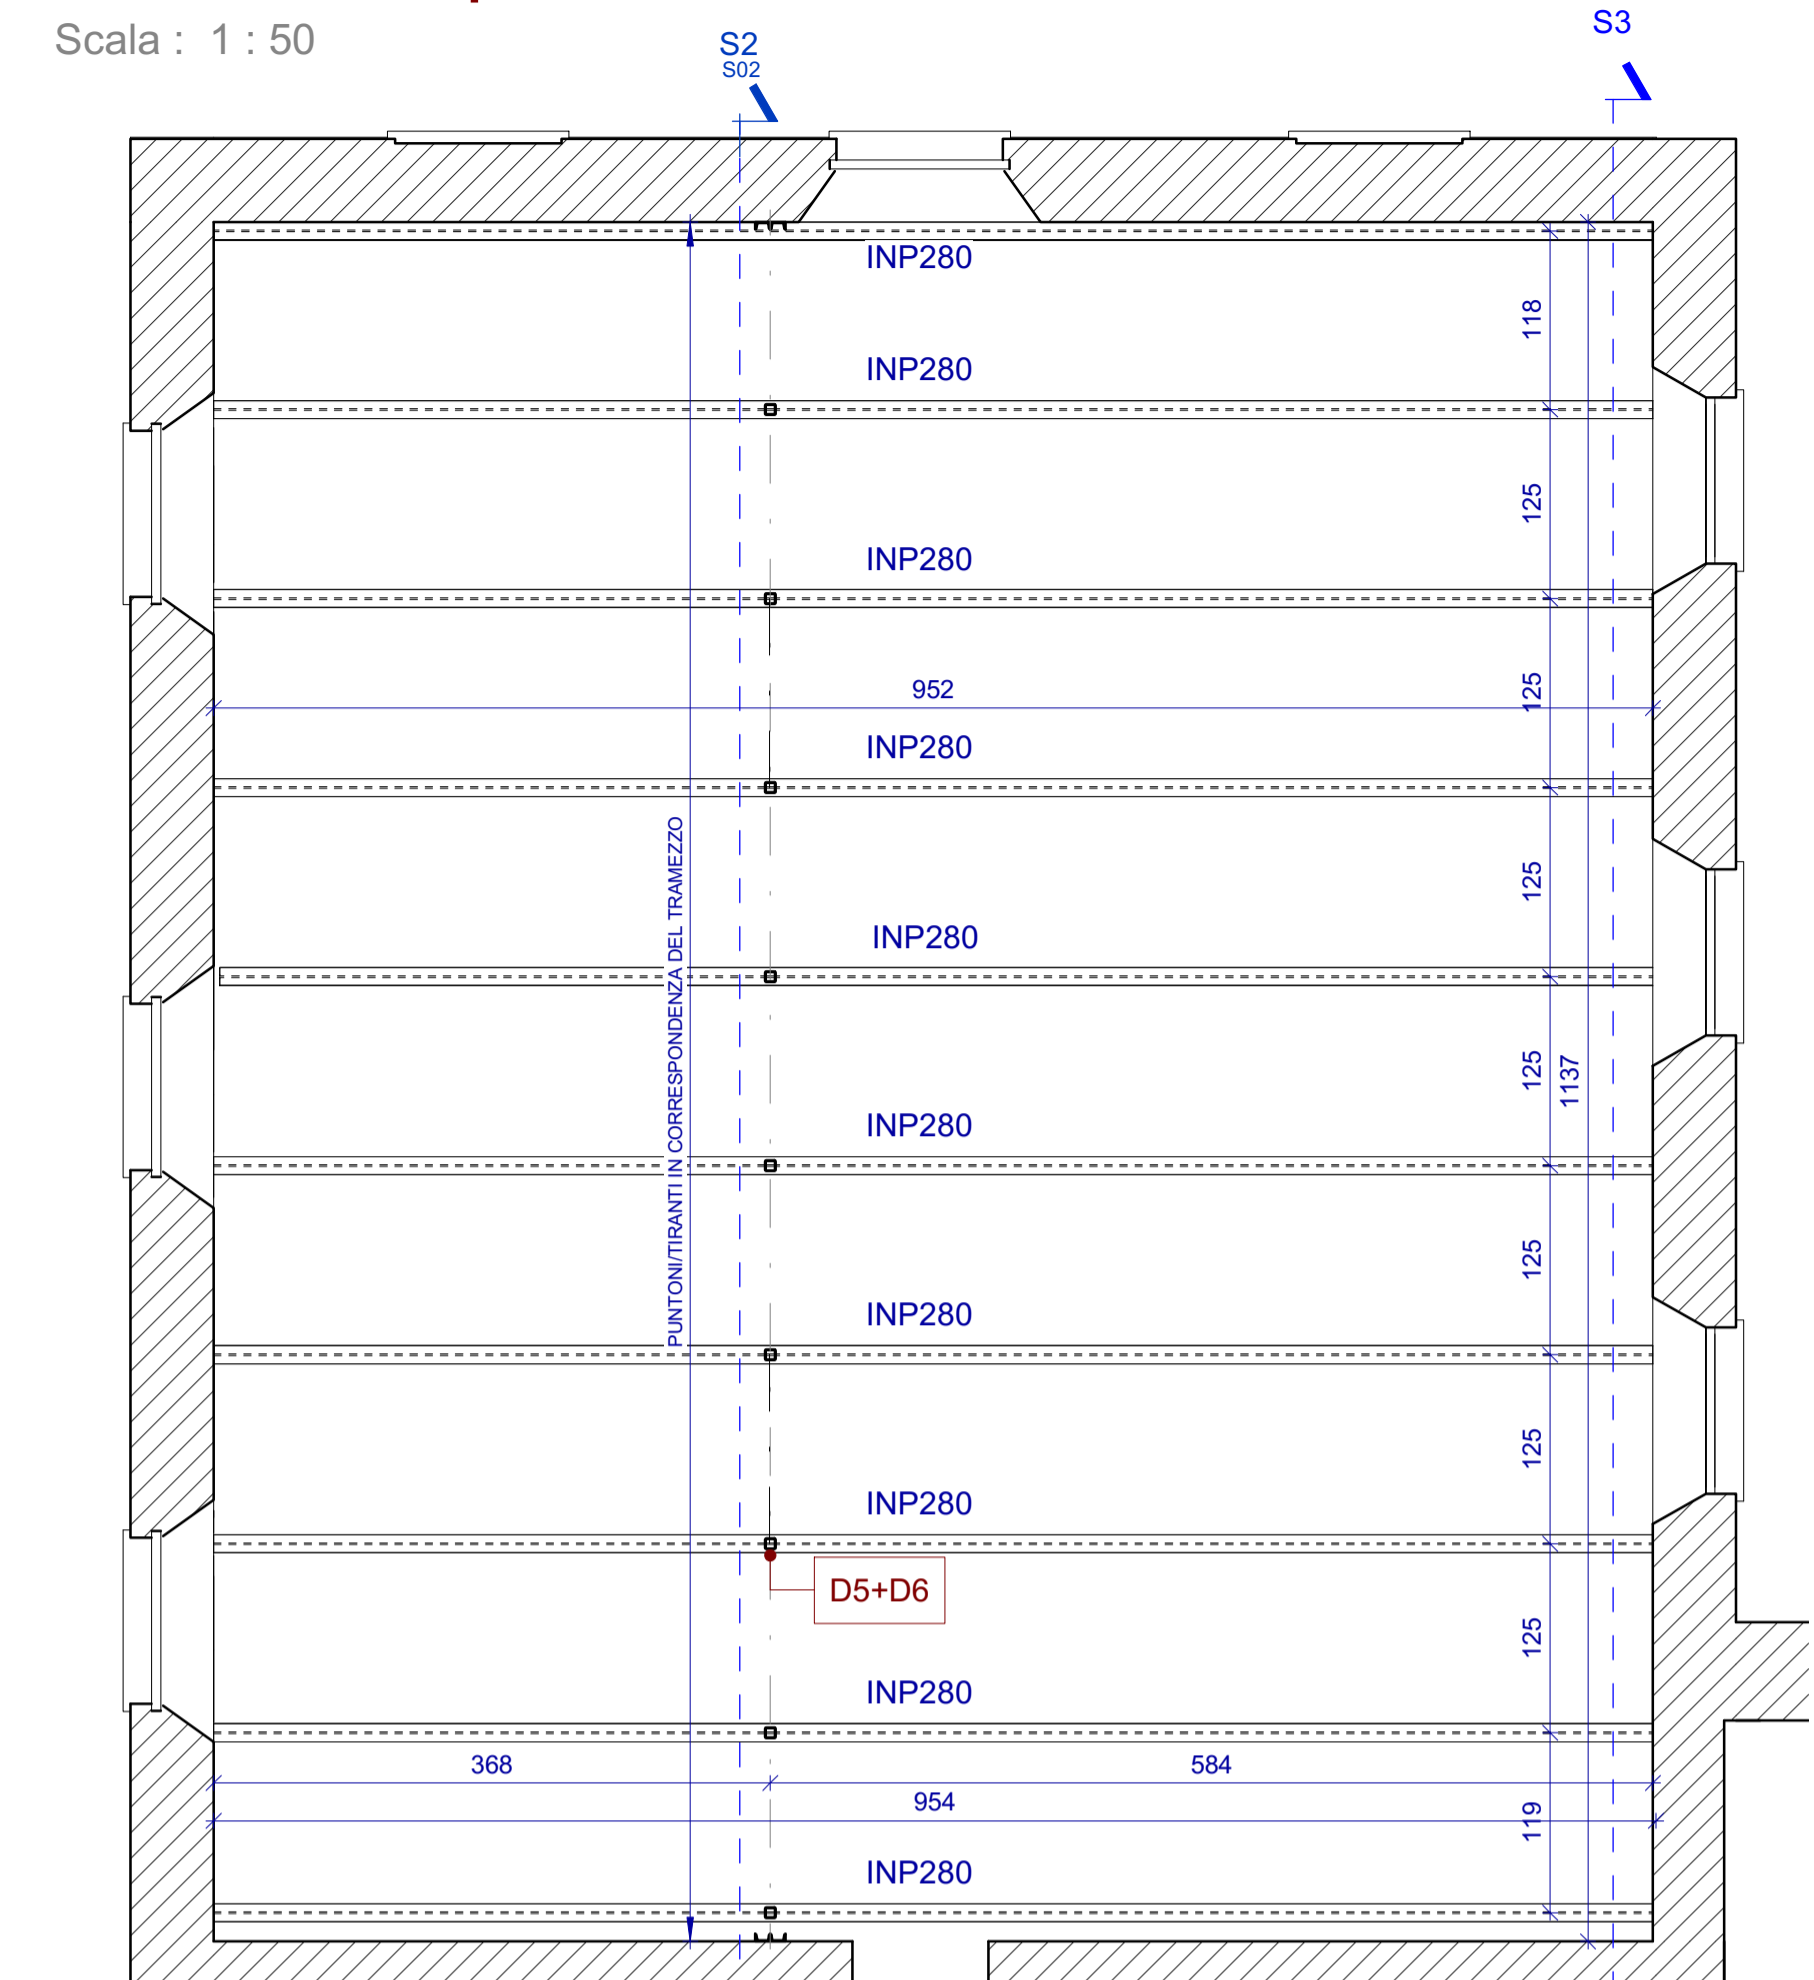 Scala : 1 : 50
S2
S02
S3
INP280
118
INP280
125
INP280
125
952
INP280
125
PUNTONI/TIRANTI IN CORRESPONDENZA DEL TRAMEZZO
INP280
125
1137
INP280
125
INP280
125
INP280
D5+D6
125
INP280
368
584
954
119
INP280